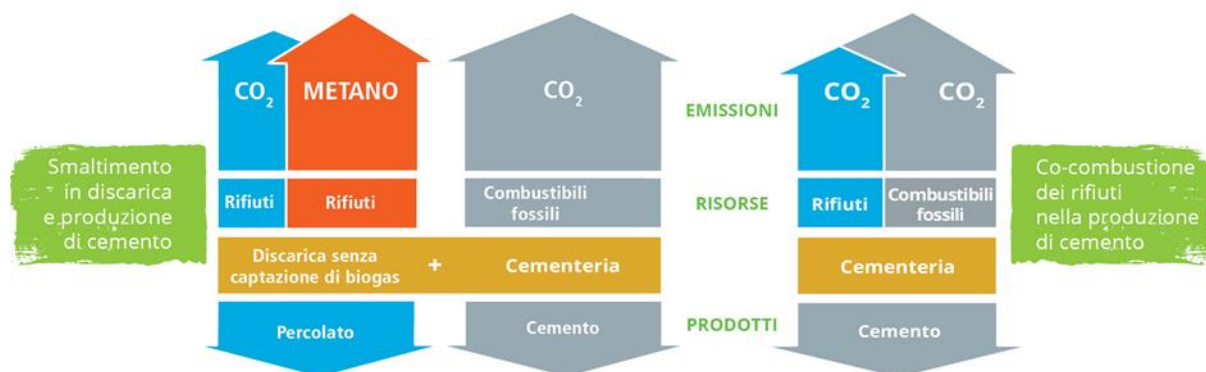 Smaltimento
in discarica
e produzione
di cemento
CO2
METANO
CO2
EMISSIONI
CO2
CO2
Rifiuti
Rifiuti
Combustibili
fossili
RISORSE
Rifiuti
Combustibili
fossili
Discarica senza
captazione di biogas
+
Cementeria
Cementeria
Percolato
Cemento
PRODOTTI
Cemento
Co-combustione
dei rifiuti
nella produzione
di cemento